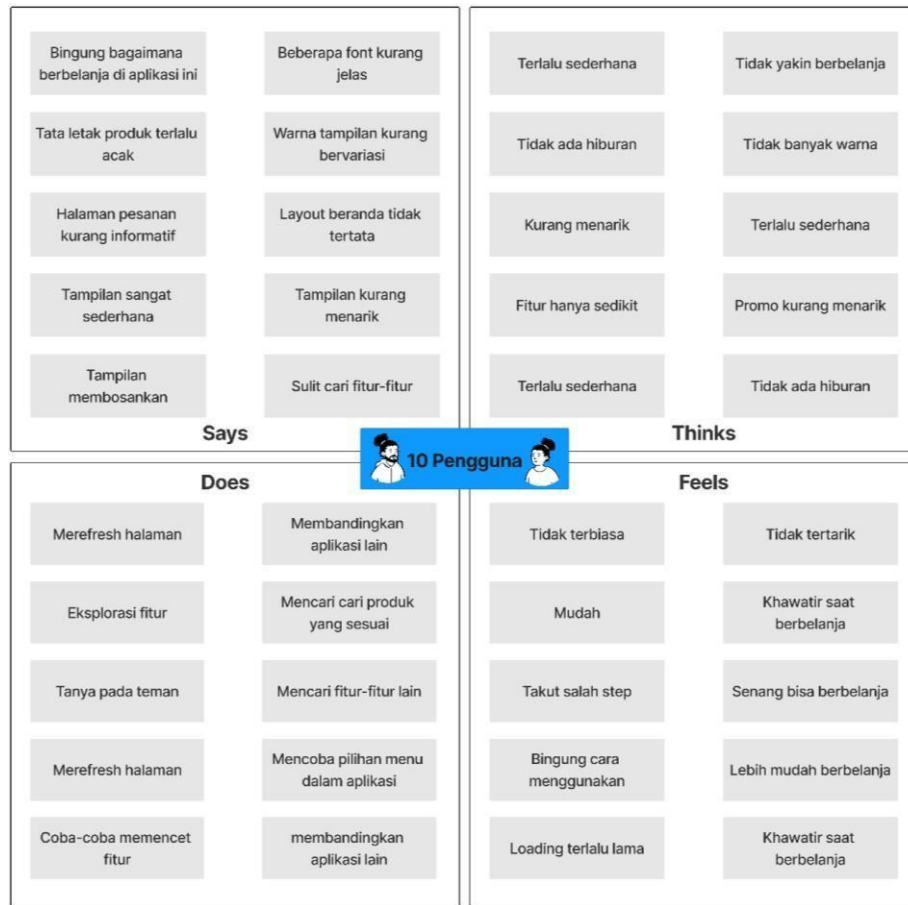 Bingung bagaimana
berbelanja di aplikasi ini
Beberapa font kurang
jelas
Tata letak produk terlalu
acak
Warna tampilan kurang
bervariasi
Halaman pesanan
kurang informatif
Layout beranda tidak
tertata
Tampilan sangat
sederhana
Tampilan kurang
menarik
Tampilan
membosankan
Sulit cari fitur-fitur
Says
Terlalu sederhana
Tidak yakin berbelanja
Tidak ada hiburan
Tidak banyak warna
Kurang menarik
Terlalu sederhana
Fitur hanya sedikit
Promo kurang menarik
Terlalu sederhana
Tidak ada hiburan
Thinks
10 Pengguna
Does
Merefresh halaman
Membandingkan
aplikasi lain
Eksplorasi fitur
Mencari cari produk
yang sesuai
Tanya pada teman
Mencari fitur-fitur lain
Merefresh halaman
Mencoba pilihan menu
dalam aplikasi
Coba-coba memencet
fitur
membandingkan
aplikasi lain
Feels
Tidak terbiasa
Tidak tertarik
Mudah
Khawatir saat
berbelanja
Takut salah step
Senang bisa berbelanja
Bingung cara
menggunakan
Lebih mudah berbelanja
Loading terlalu lama
Khawatir saat
berbelanja